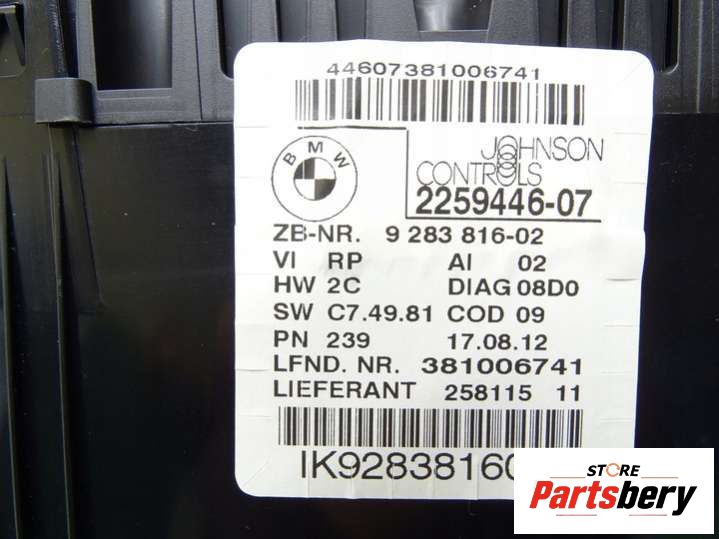 44607381006741
BMW
JOHNSON
CONTROLS
2259446-07
ZB-NR. 9 283 816-02
VI RP AI 02
HW 2C DIAG 08D0
SW C7.49.81 COD 09
PN 239 17.08.12
LFND. NR. 381006741
LIEFERANT 258115 11
IK9283816
STORE
Partsbery